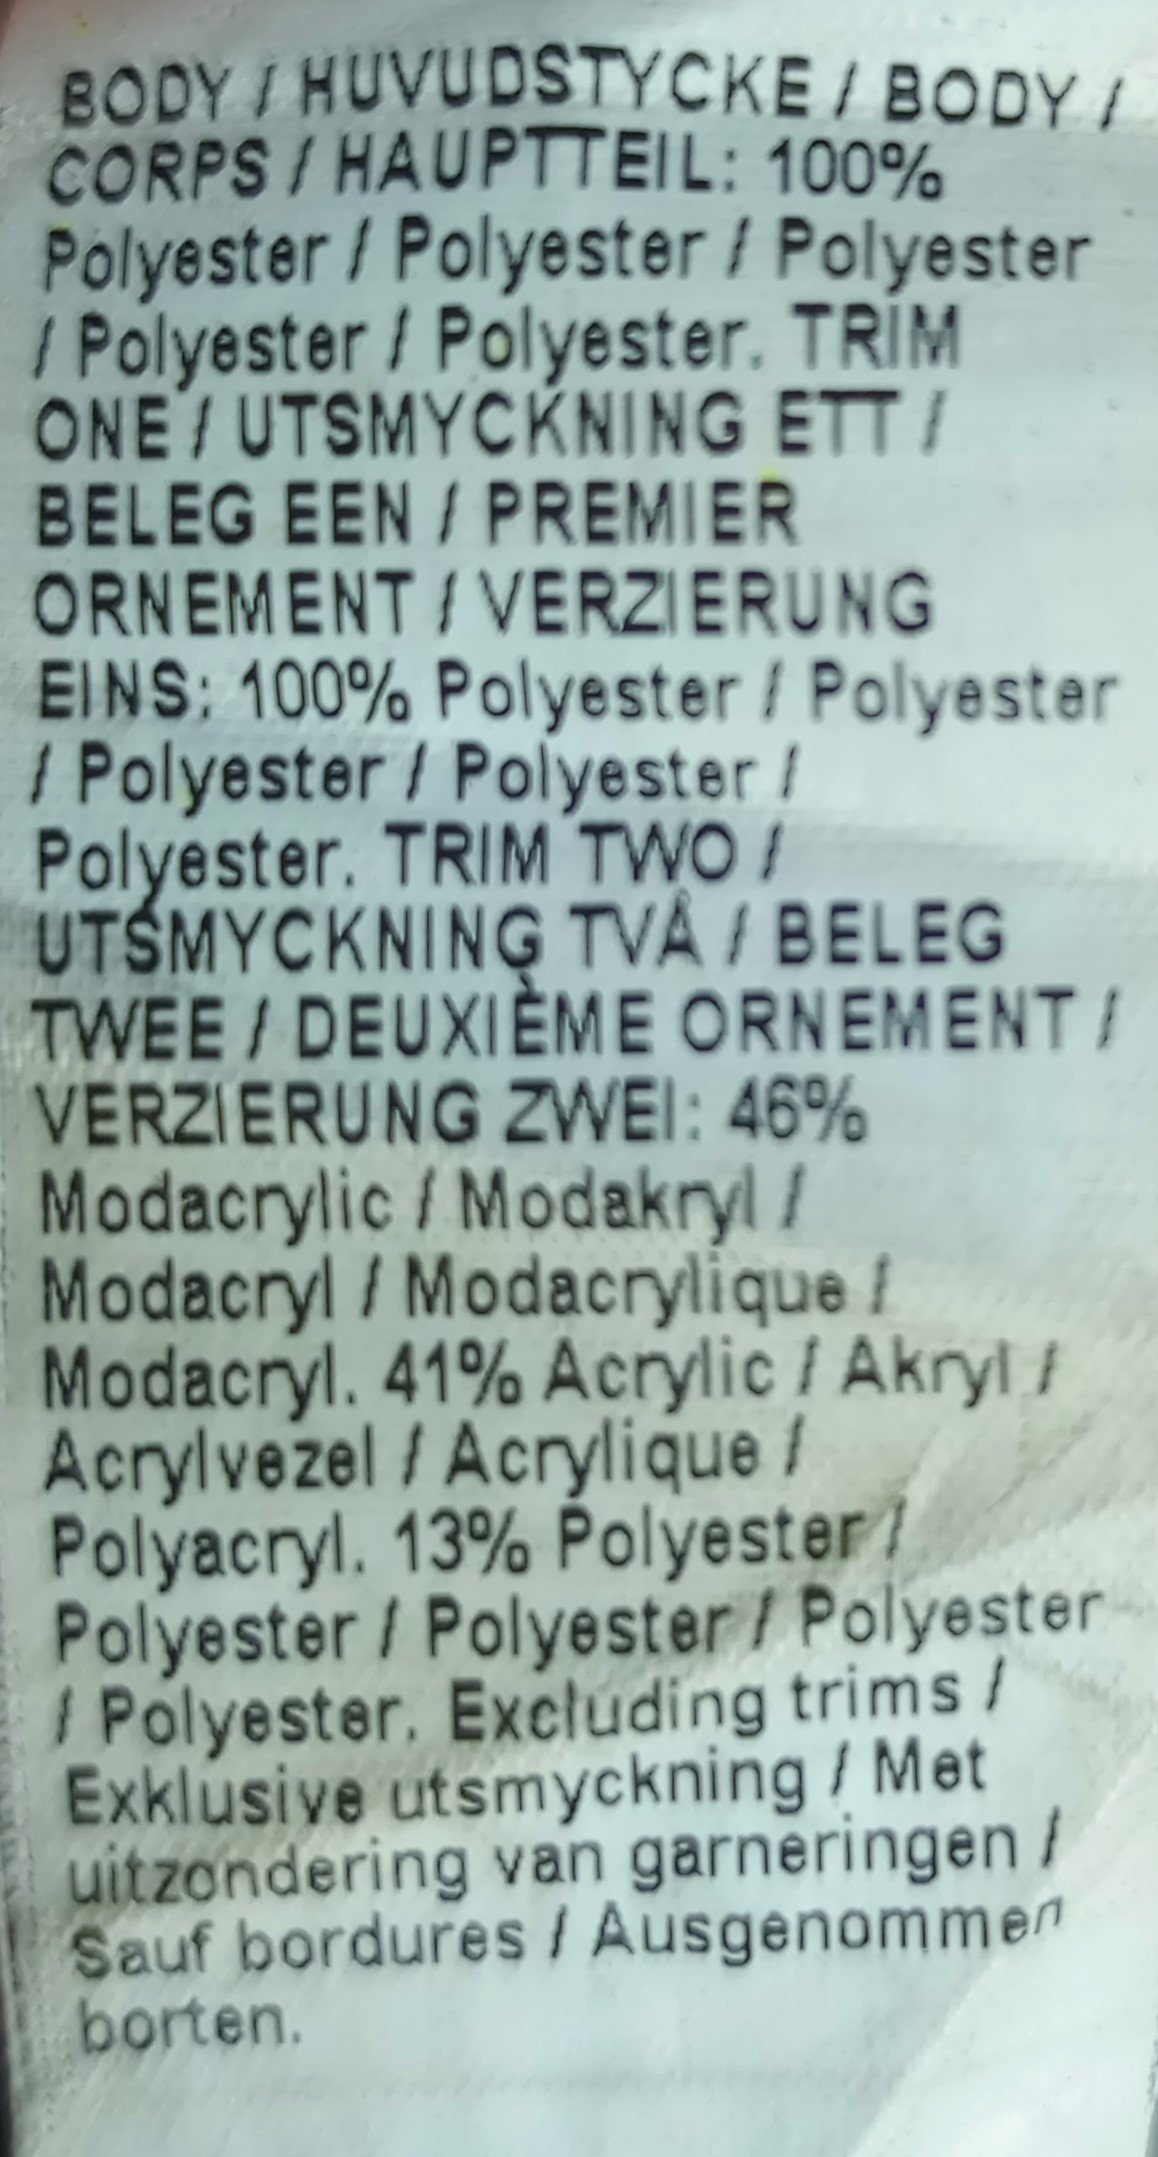 BODY / HUVUDSTYCKE / BODY /
CORPS / HAUPTTEIL: 100%
Polyester / Polyester / Polyester
/ Polyester / Polyester. TRIM
ONE / UTSMYCKNING ETT /
BELEG EEN / PREMIER
ORNEMENT / VERZIERUNG
EINS: 100% Polyester / Polyester
/ Polyester / Polyester /
Polyester. TRIM TWO /
UTSMYCKNING TVÅ / BELEG
TWEE / DEUXIÈME ORNEMENT /
VERZIERUNG ZWEI: 46%
Modacrylic / Modakryl /
Modacryl / Modacrylique /
Modacryl. 41% Acrylic / Akryl /
Acrylvezel / Acrylique /
Polyacryl. 13% Polyester /
Polyester / Polyester / Polyester
/ Polyester. Excluding trims /
Exklusive utsmyckning / Met
uitzondering van garneringen /
Sauf bordures / Ausgenommen
borten.